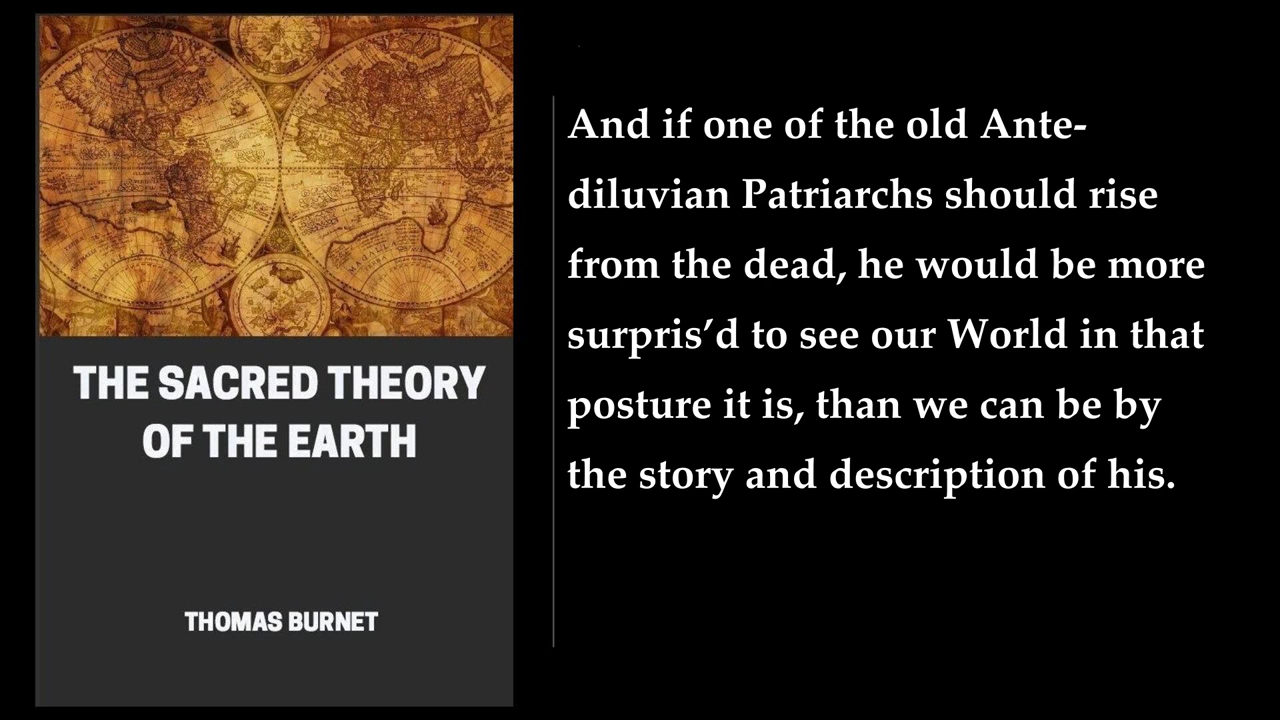 THE SACRED THEORY
OF THE EARTH
THOMAS BURNET
And if one of the old Ante-
diluvian Patriarchs should rise
from the dead, he would be more
surpris’d to see our World in that
posture it is, than we can be by
the story and description of his.